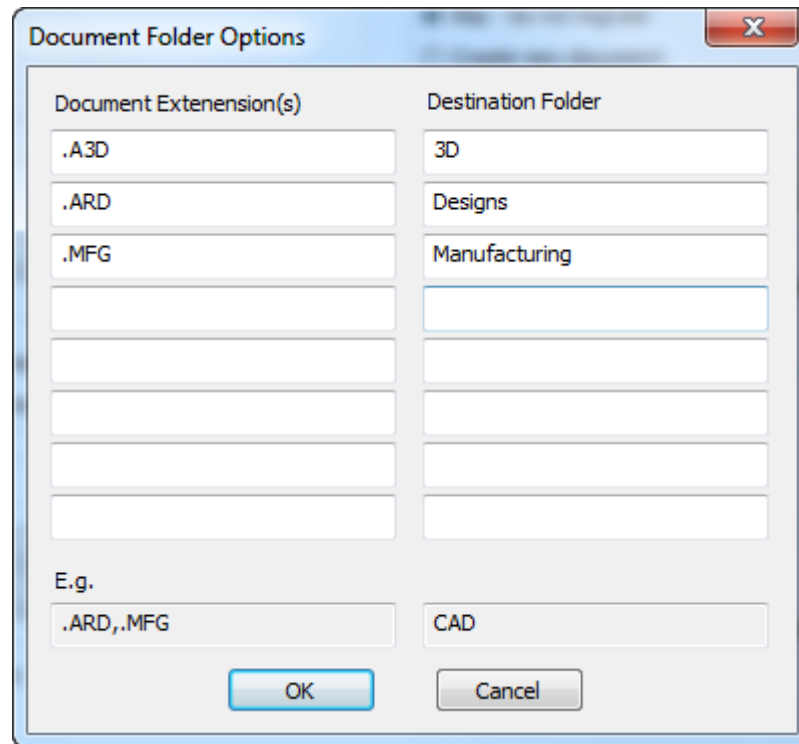 Document Folder Options
Document Extenension(s) Destination Folder
.A3D 3D
.ARD Designs
.MFG Manufacturing
E.g.
.ARD,.MFG CAD
OK Cancel